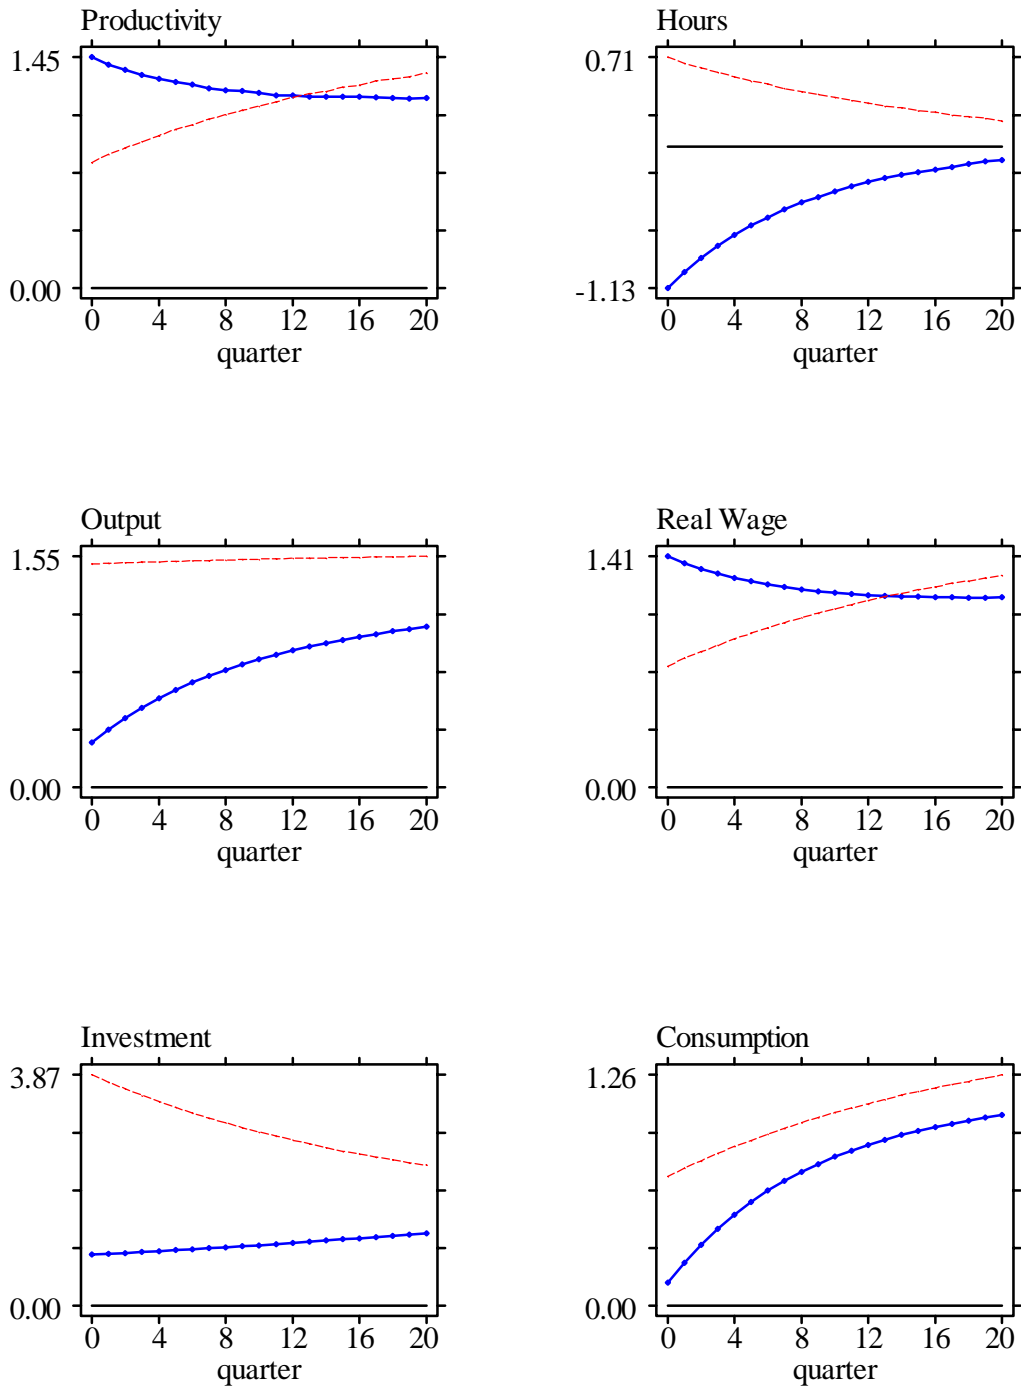 Productivity
1.45
0.00
0 4 8 12 16 20
quarter
Hours
0.71
-1.13
0 4 8 12 16 20
quarter
Output
1.55
0.00
0 4 8 12 16 20
quarter
Real Wage
1.41
0.00
0 4 8 12 16 20
quarter
Investment
3.87
0.00
0 4 8 12 16 20
quarter
Consumption
1.26
0.00
0 4 8 12 16 20
quarter